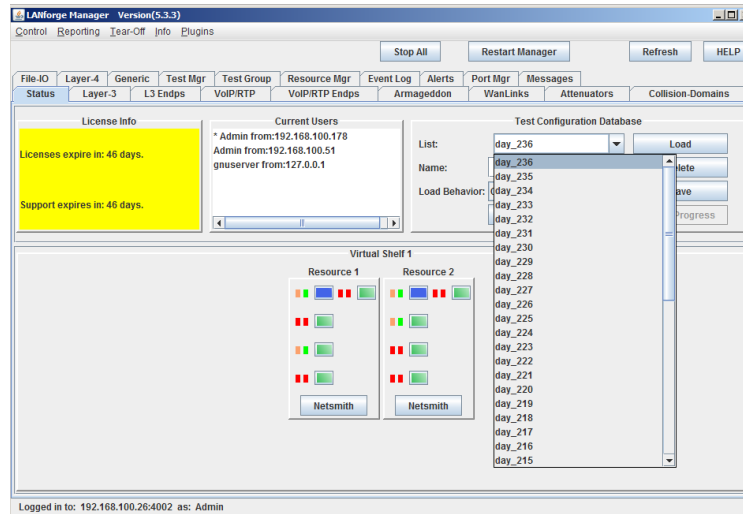 LANforge Manager Version(5.3.3)
Control Reporting Tear-Off Info Plugins
Stop All Restart Manager Refresh HELP
File-IO Layer-4 Generic Test Mgr Test Group Resource Mgr Event Log Alerts Port Mgr Messages
Status Layer-3 L3 Endps VoIP/RTP VoIP/RTP Endps Armageddon WanLinks Attenuators Collision-Domains
License Info
Licenses expire in: 46 days.
Support expires in: 46 days.
Current Users
* Admin from:192.168.100.178
Admin from:192.168.100.51
gnuserver from:127.0.0.1
Test Configuration Database
List: day_236 Load
Name: lete
Load Behavior: ave
Progress
day_236
day_235
day_234
day_233
day_232
day_231
day_230
day_229
day_228
day_227
day_226
day_225
day_224
day_223
day_222
day_221
day_220
day_219
day_218
day_217
day_216
day_215
Virtual Shelf 1
Resource 1 Resource 2
Netsmith Netsmith
Logged in to: 192.168.100.26:4002 as: Admin